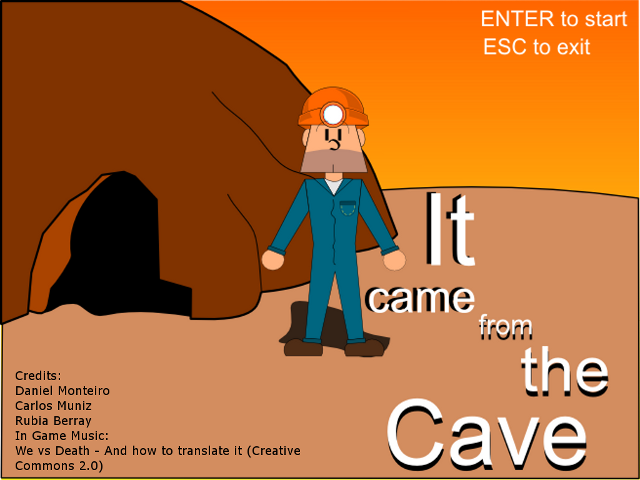 ENTER to start
ESC to exit
It
came
from
the
Cave
Credits:
Daniel Monteiro
Carlos Muniz
Rubia Berray
In Game Music:
We vs Death - And how to translate it (Creative
Commons 2.0)